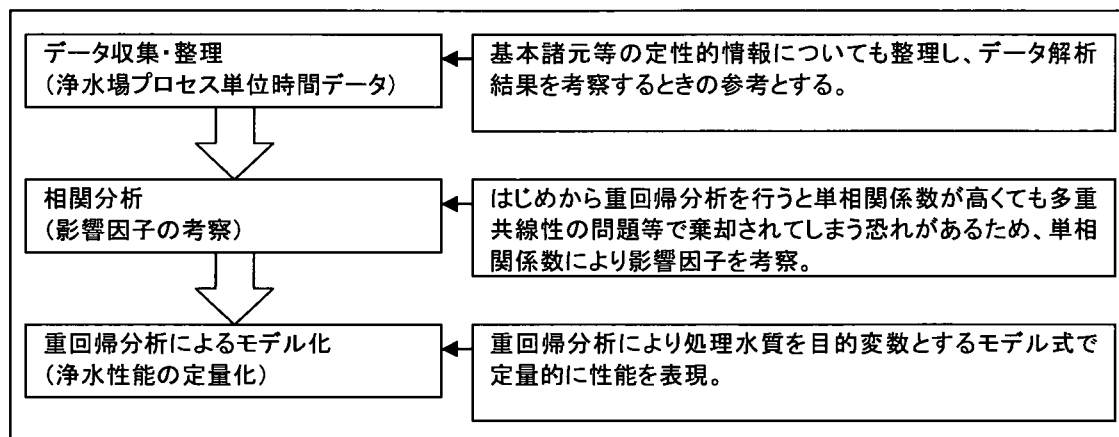 データ収集・整理
(浄水場プロセス単位時間データ)
基本諸元等の定性的情報についても整理し、データ解析
結果を考察するときの参考とする。
相関分析
(影響因子の考察)
はじめから重回帰分析を行うと単相関係数が高くても多重
共線性の問題等で棄却されてしまう恐れがあるため、単相
関係数により影響因子を考察。
重回帰分析によるモデル化
(浄水性能の定量化)
重回帰分析により処理水質を目的変数とするモデル式で
定量的に性能を表現。